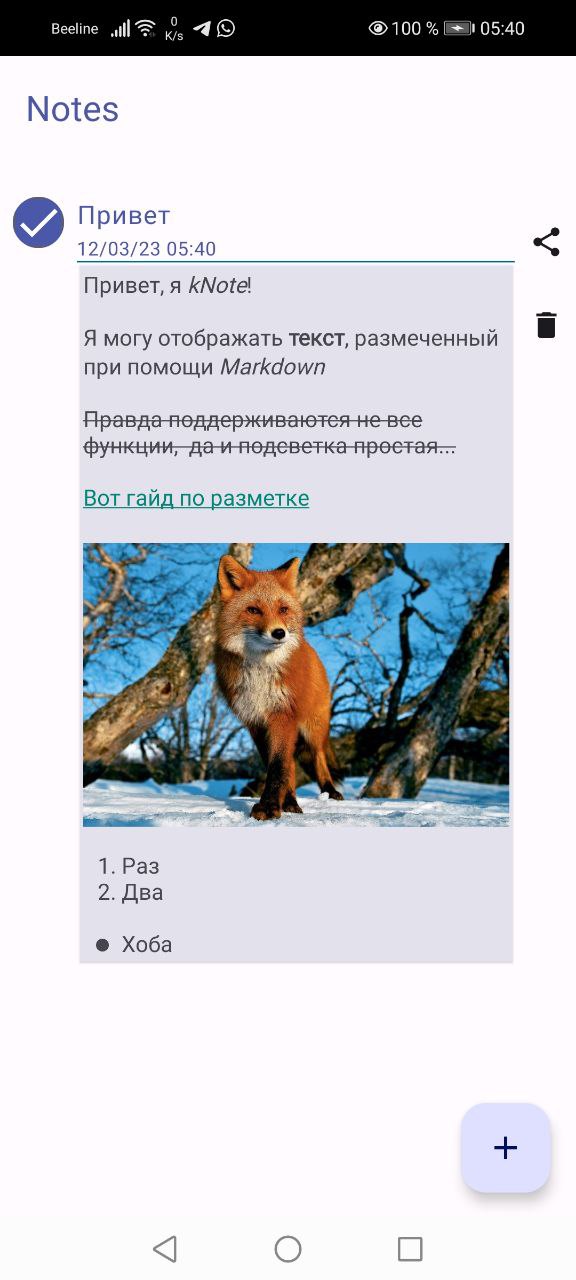 Beeline 0 K/s 100 % 05:40
Notes
Привет
12/03/23 05:40
Привет, я kNote!
Я могу отображать текст, размеченный
при помощи Markdown
Правда поддерживаются не все
функции, да и подсветка простая...
Вот гайд по разметке
1. Раз
2. Два
● Хоба